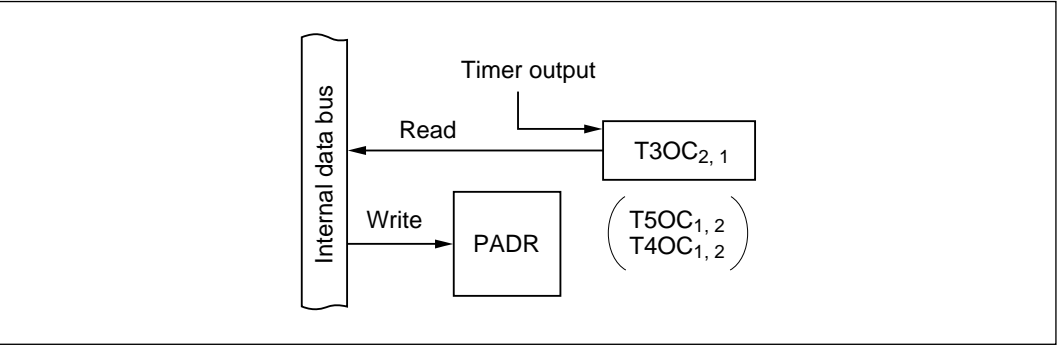 Timer output
Internal data bus
Read
T3OC2, 1
Write
PADR
T5OC1, 2
T4OC1, 2